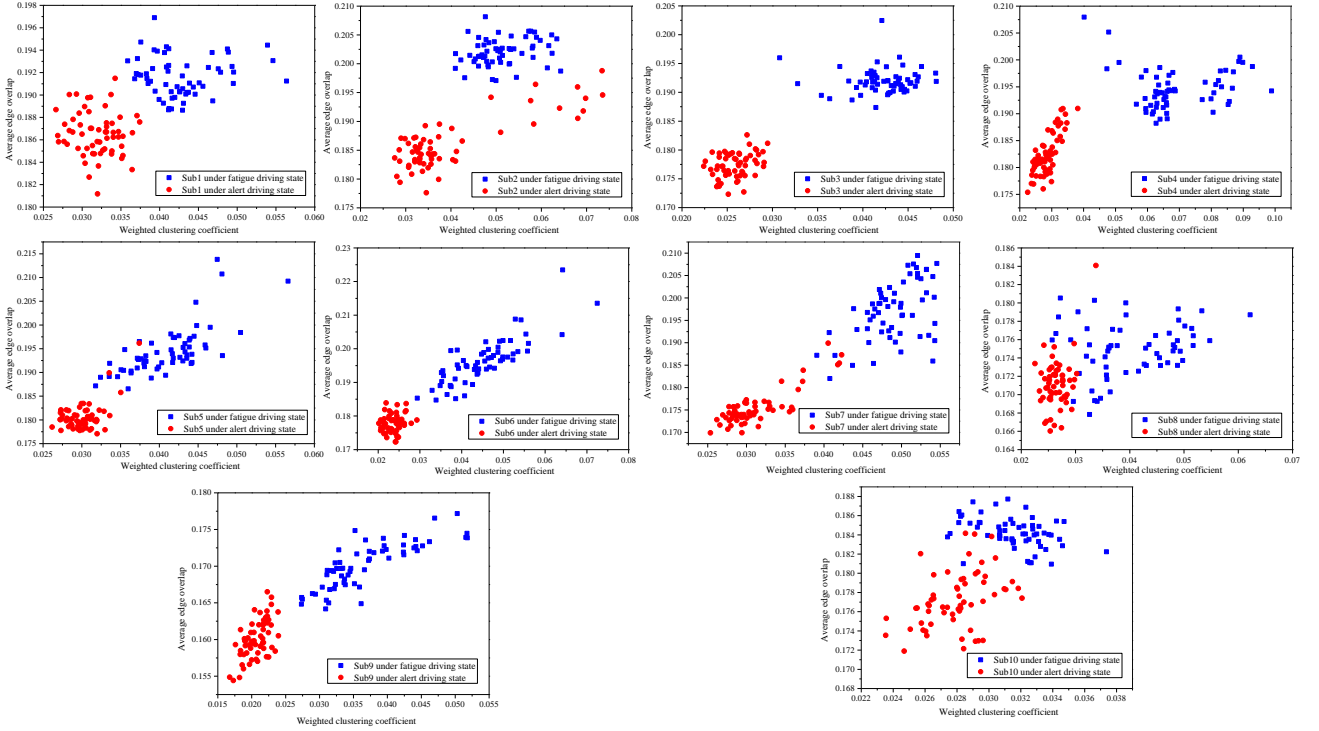 0.198
0.196
0.194
0.192
0.190
0.188
0.186
0.184
0.182
0.180
Average edge overlap
0.025 0.030 0.035 0.040 0.045 0.050 0.055 0.060
Weighted clustering coefficient
Sub1 under fatigue driving state
Sub1 under alert driving state
0.210
0.205
0.200
0.195
0.190
0.185
0.180
0.175
Average edge overlap
0.02 0.03 0.04 0.05 0.06 0.07 0.08
Weighted clustering coefficient
Sub2 under fatigue driving state
Sub2 under alert driving state
0.205
0.200
0.195
0.190
0.185
0.180
0.175
0.170
Average edge overlap
0.020 0.025 0.030 0.035 0.040 0.045 0.050
Weighted clustering coefficient
Sub3 under fatigue driving state
Sub3 under alert driving state
0.210
0.205
0.200
0.195
0.190
0.185
0.180
0.175
Average edge overlap
0.02 0.03 0.04 0.05 0.06 0.07 0.08 0.09 0.10
Weighted clustering coefficient
Sub4 under fatigue driving state
Sub4 under alert driving state
0.215
0.210
0.205
0.200
0.195
0.190
0.185
0.180
0.175
Average edge overlap
0.025 0.030 0.035 0.040 0.045 0.050 0.055 0.060
Weighted clustering coefficient
Sub5 under fatigue driving state
Sub5 under alert driving state
0.23
0.22
0.21
0.20
0.19
0.18
0.17
Average edge overlap
0.02 0.03 0.04 0.05 0.06 0.07 0.08
Weighted clustering coefficient
Sub6 under fatigue driving state
Sub6 under alert driving state
0.210
0.205
0.200
0.195
0.190
0.185
0.180
0.175
0.170
Average edge overlap
0.025 0.030 0.035 0.040 0.045 0.050 0.055
Weighted clustering coefficient
Sub7 under fatigue driving state
Sub7 under alert driving state
0.186
0.184
0.182
0.180
0.178
0.176
0.174
0.172
0.170
0.168
0.166
0.164
Average edge overlap
0.02 0.03 0.04 0.05 0.06 0.07
Weighted clustering coefficient
Sub8 under fatigue driving state
Sub8 under alert driving state
0.180
0.175
0.170
0.165
0.160
0.155
Average edge overlap
0.015 0.020 0.025 0.030 0.035 0.040 0.045 0.050 0.055
Weighted clustering coefficient
Sub9 under fatigue driving state
Sub9 under alert driving state
0.188
0.186
0.184
0.182
0.180
0.178
0.176
0.174
0.172
0.170
0.168
Average edge overlap
0.022 0.024 0.026 0.028 0.030 0.032 0.034 0.036 0.038
Weighted clustering coefficient
Sub10 under fatigue driving state
Sub10 under alert driving state